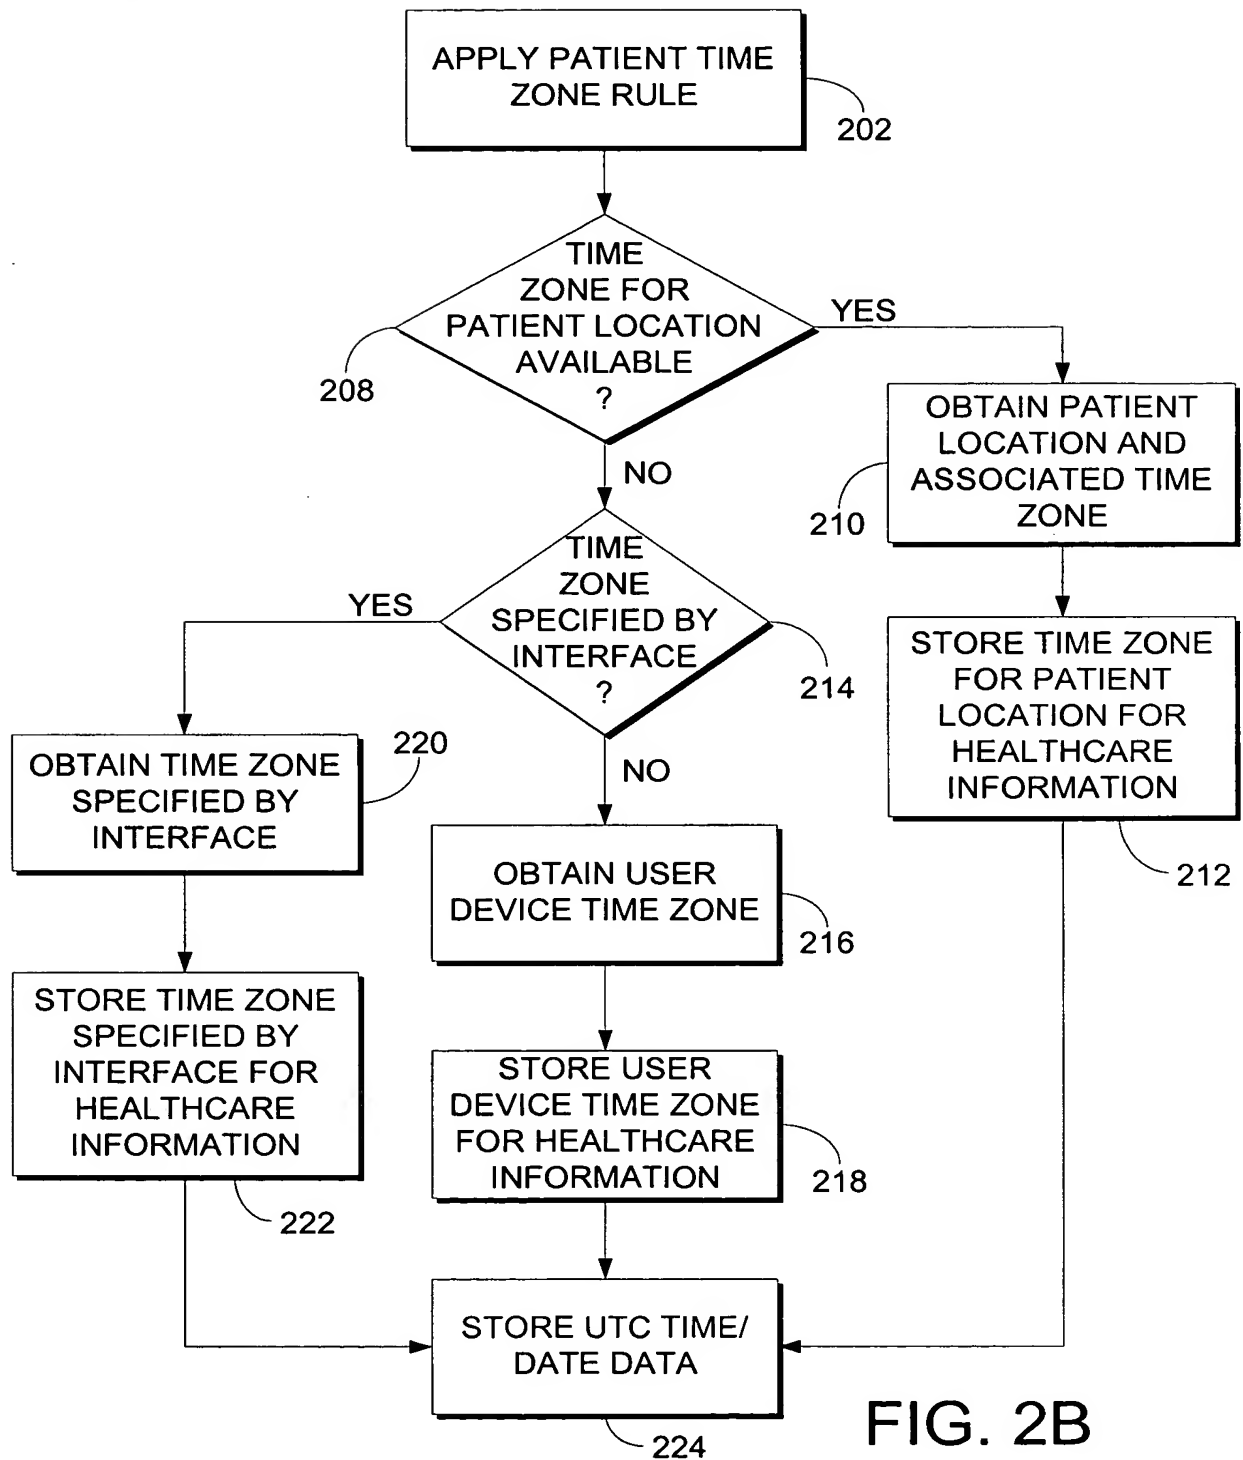 APPLY PATIENT TIME
ZONE RULE
202
TIME
ZONE FOR
PATIENT LOCATION
AVAILABLE
?
208
YES
NO
OBTAIN PATIENT
LOCATION AND
ASSOCIATED TIME
ZONE
210
TIME
ZONE
SPECIFIED BY
INTERFACE
?
214
YES
NO
STORE TIME ZONE
FOR PATIENT
LOCATION FOR
HEALTHCARE
INFORMATION
212
OBTAIN TIME ZONE
SPECIFIED BY
INTERFACE
220
OBTAIN USER
DEVICE TIME ZONE
216
STORE TIME ZONE
SPECIFIED BY
INTERFACE FOR
HEALTHCARE
INFORMATION
222
STORE USER
DEVICE TIME ZONE
FOR HEALTHCARE
INFORMATION
218
STORE UTC TIME/
DATE DATA
224
FIG. 2B